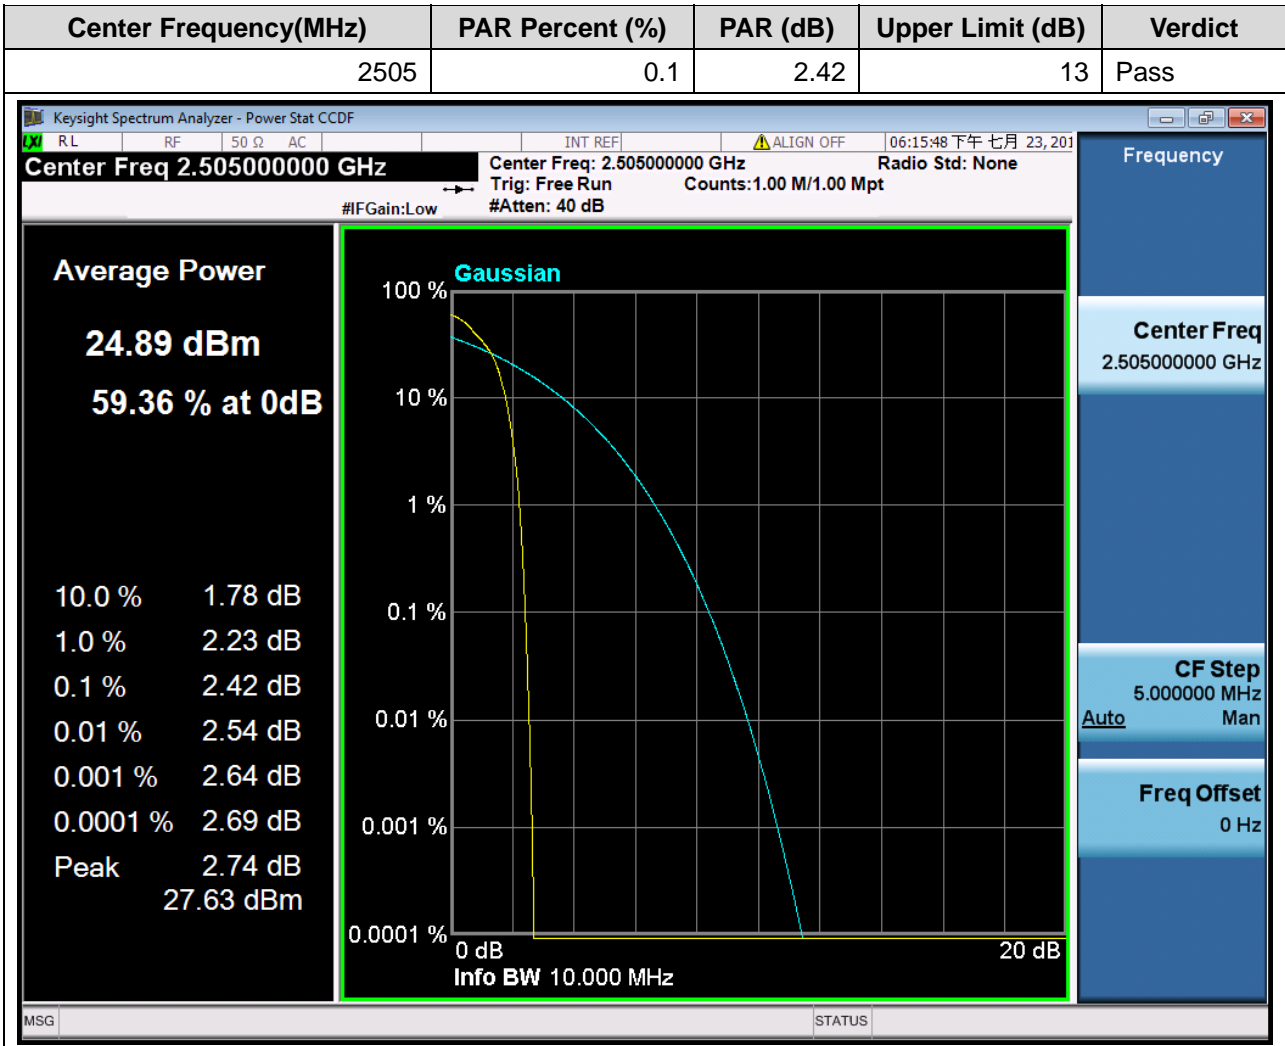 Center Frequency(MHz) PAR Percent (%) PAR (dB) Upper Limit (dB) Verdict
2505 0.1 2.42 13 Pass
Keysight Spectrum Analyzer - Power Stat CCDF
LXI RL RF 50 Ω AC INT REF ALIGN OFF 06:15:48 下午 七月 23, 201
Center Freq 2.505000000 GHz
Center Freq: 2.505000000 GHz Radio Std: None
Trig: Free Run Counts:1.00 M/1.00 Mpt
#IFGain:Low #Atten: 40 dB
Average Power
24.89 dBm
59.36 % at 0dB
10.0 % 1.78 dB
1.0 % 2.23 dB
0.1 % 2.42 dB
0.01 % 2.54 dB
0.001 % 2.64 dB
0.0001 % 2.69 dB
Peak 2.74 dB
27.63 dBm
Gaussian
100 %
10 %
1 %
0.1 %
0.01 %
0.001 %
0.0001 %
0 dB 20 dB
Info BW 10.000 MHz
Frequency
Center Freq
2.505000000 GHz
CF Step
5.000000 MHz
Auto Man
Freq Offset
0 Hz
MSG STATUS